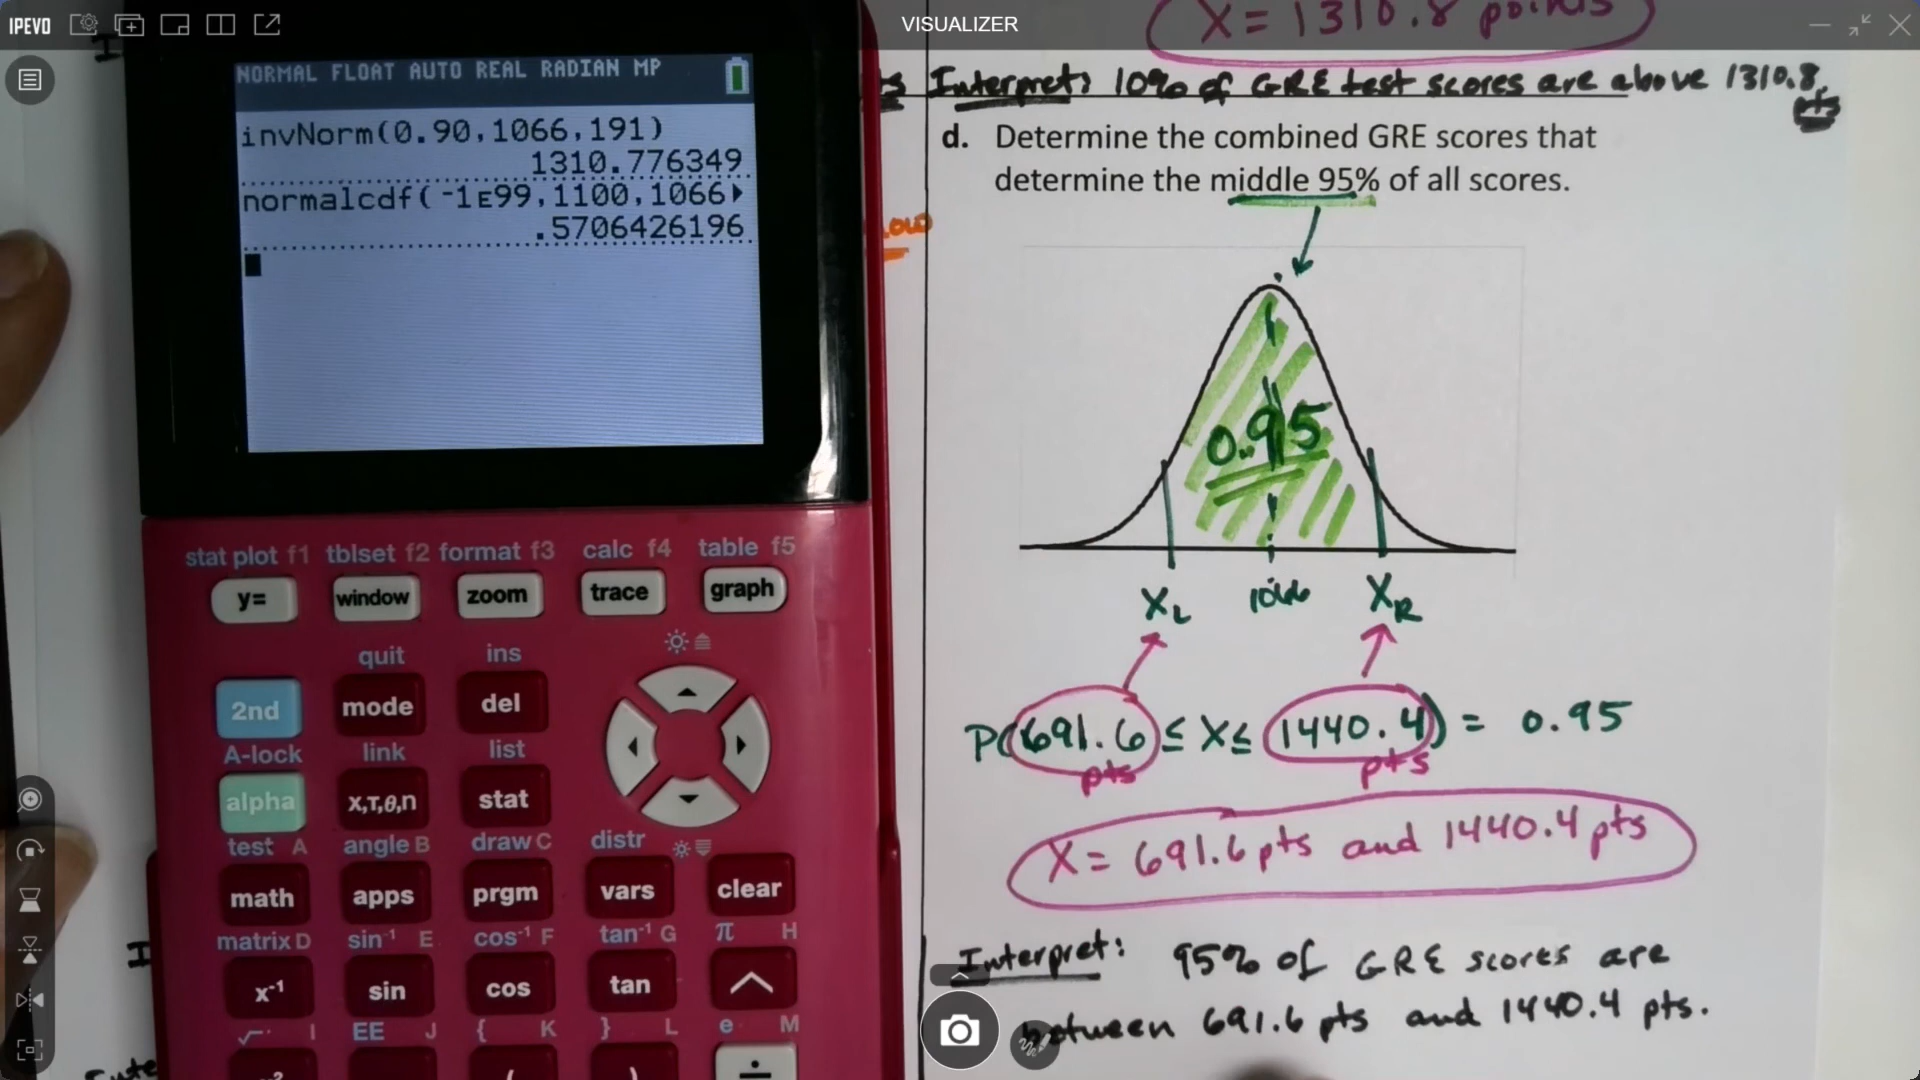 IPEVO
VISUALIZER
X = 1310.8 points
Interpret: 10% of GRE test scores are above 1310.8
pts
NORMAL FLOAT AUTO REAL RADIAN MP
invNorm(0.90,1066,191)
1310.776349
normalcdf(-1E99,1100,1066
.5706426196
d. Determine the combined GRE scores that
determine the middle 95% of all scores.
0.95
XL 1066 XR
P(691.6 ≤ X ≤ 1440.4) = 0.95
pts pts
X = 691.6 pts and 1440.4 pts
Interpret: 95% of GRE scores are
between 691.6 pts and 1440.4 pts.
stat plot f1 tblset f2 format f3 calc f4 table f5
y= window zoom trace graph
quit ins
2nd mode del
A-lock link list
alpha X,T,θ,n stat
test A angle B draw C distr
math apps prgm vars clear
matrix D sin-1 E cos-1 F tan-1 G π H
x-1 sin cos tan ^
√ I EE J { K } L e M
x2 ( ) ÷